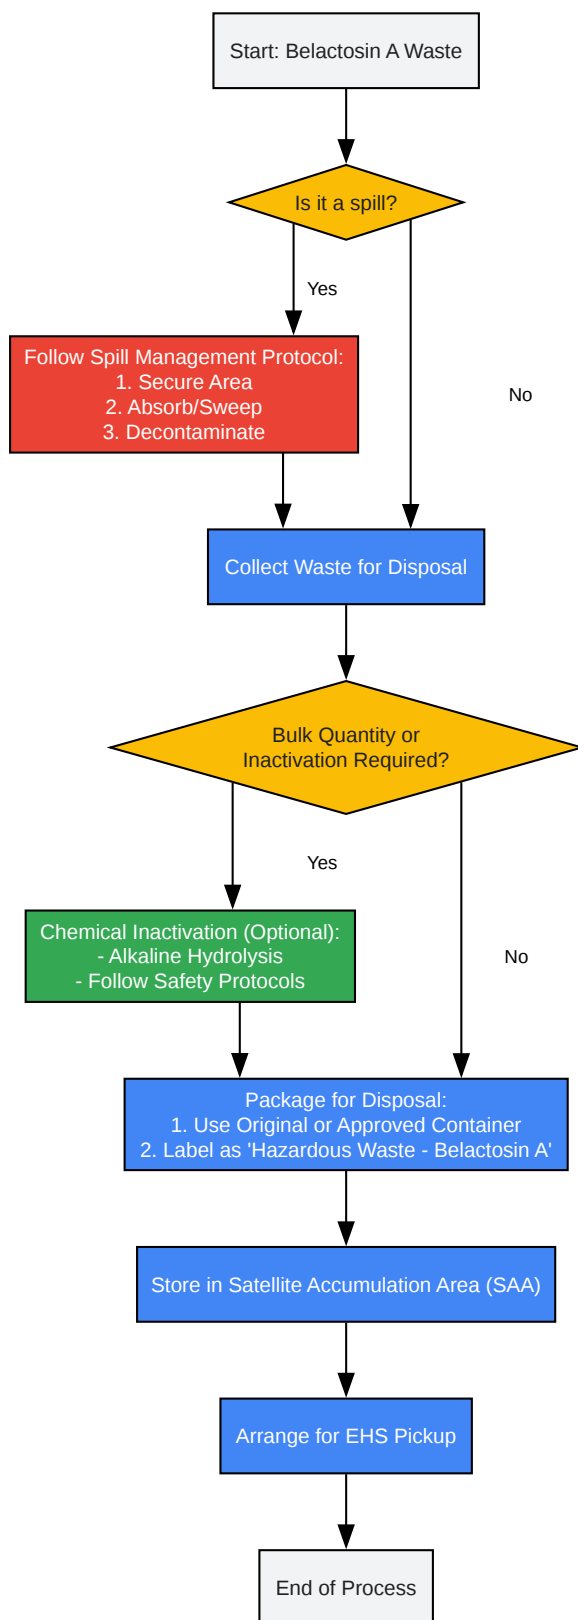 Start: Belactosin A Waste
Is it a spill?
Yes
Follow Spill Management Protocol:
1. Secure Area
2. Absorb/Sweep
3. Decontaminate
No
Collect Waste for Disposal
Bulk Quantity or
Inactivation Required?
Yes
Chemical Inactivation (Optional):
- Alkaline Hydrolysis
- Follow Safety Protocols
No
Package for Disposal:
1. Use Original or Approved Container
2. Label as 'Hazardous Waste - Belactosin A'
Store in Satellite Accumulation Area (SAA)
Arrange for EHS Pickup
End of Process